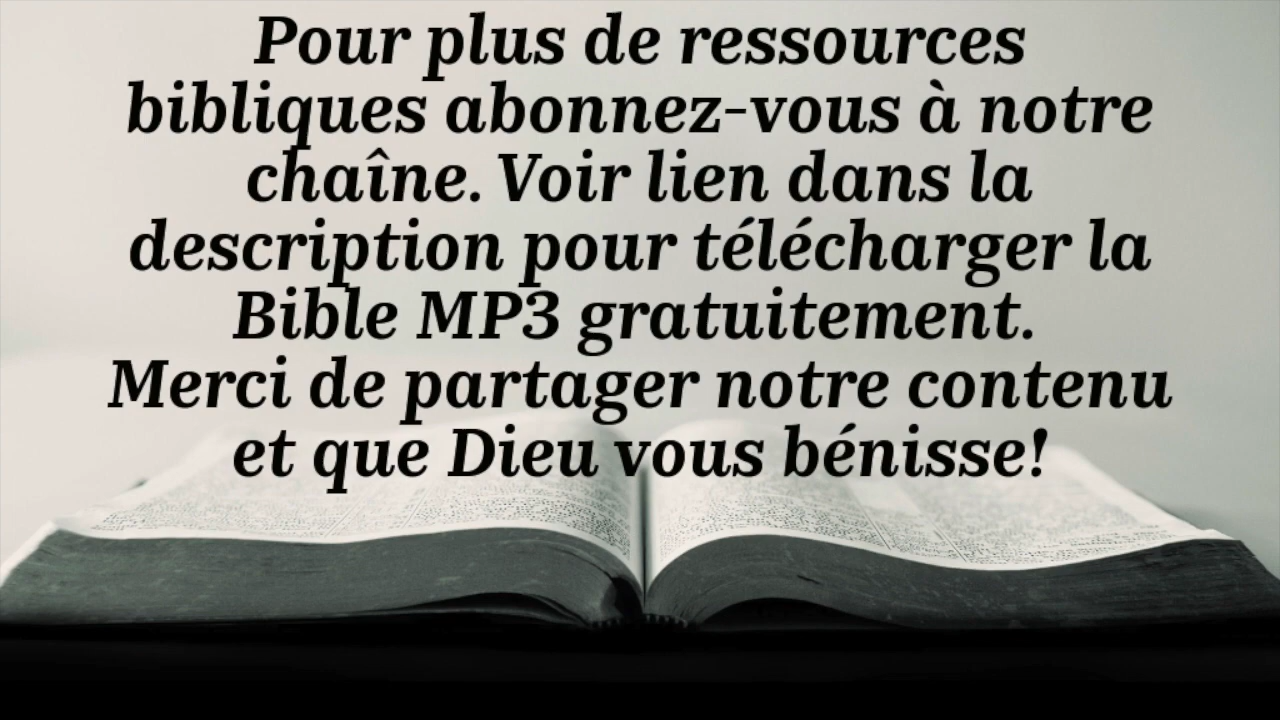 Pour plus de ressources
bibliques abonnez-vous à notre
chaîne. Voir lien dans la
description pour télécharger la
Bible MP3 gratuitement.
Merci de partager notre contenu
et que Dieu vous bénisse!